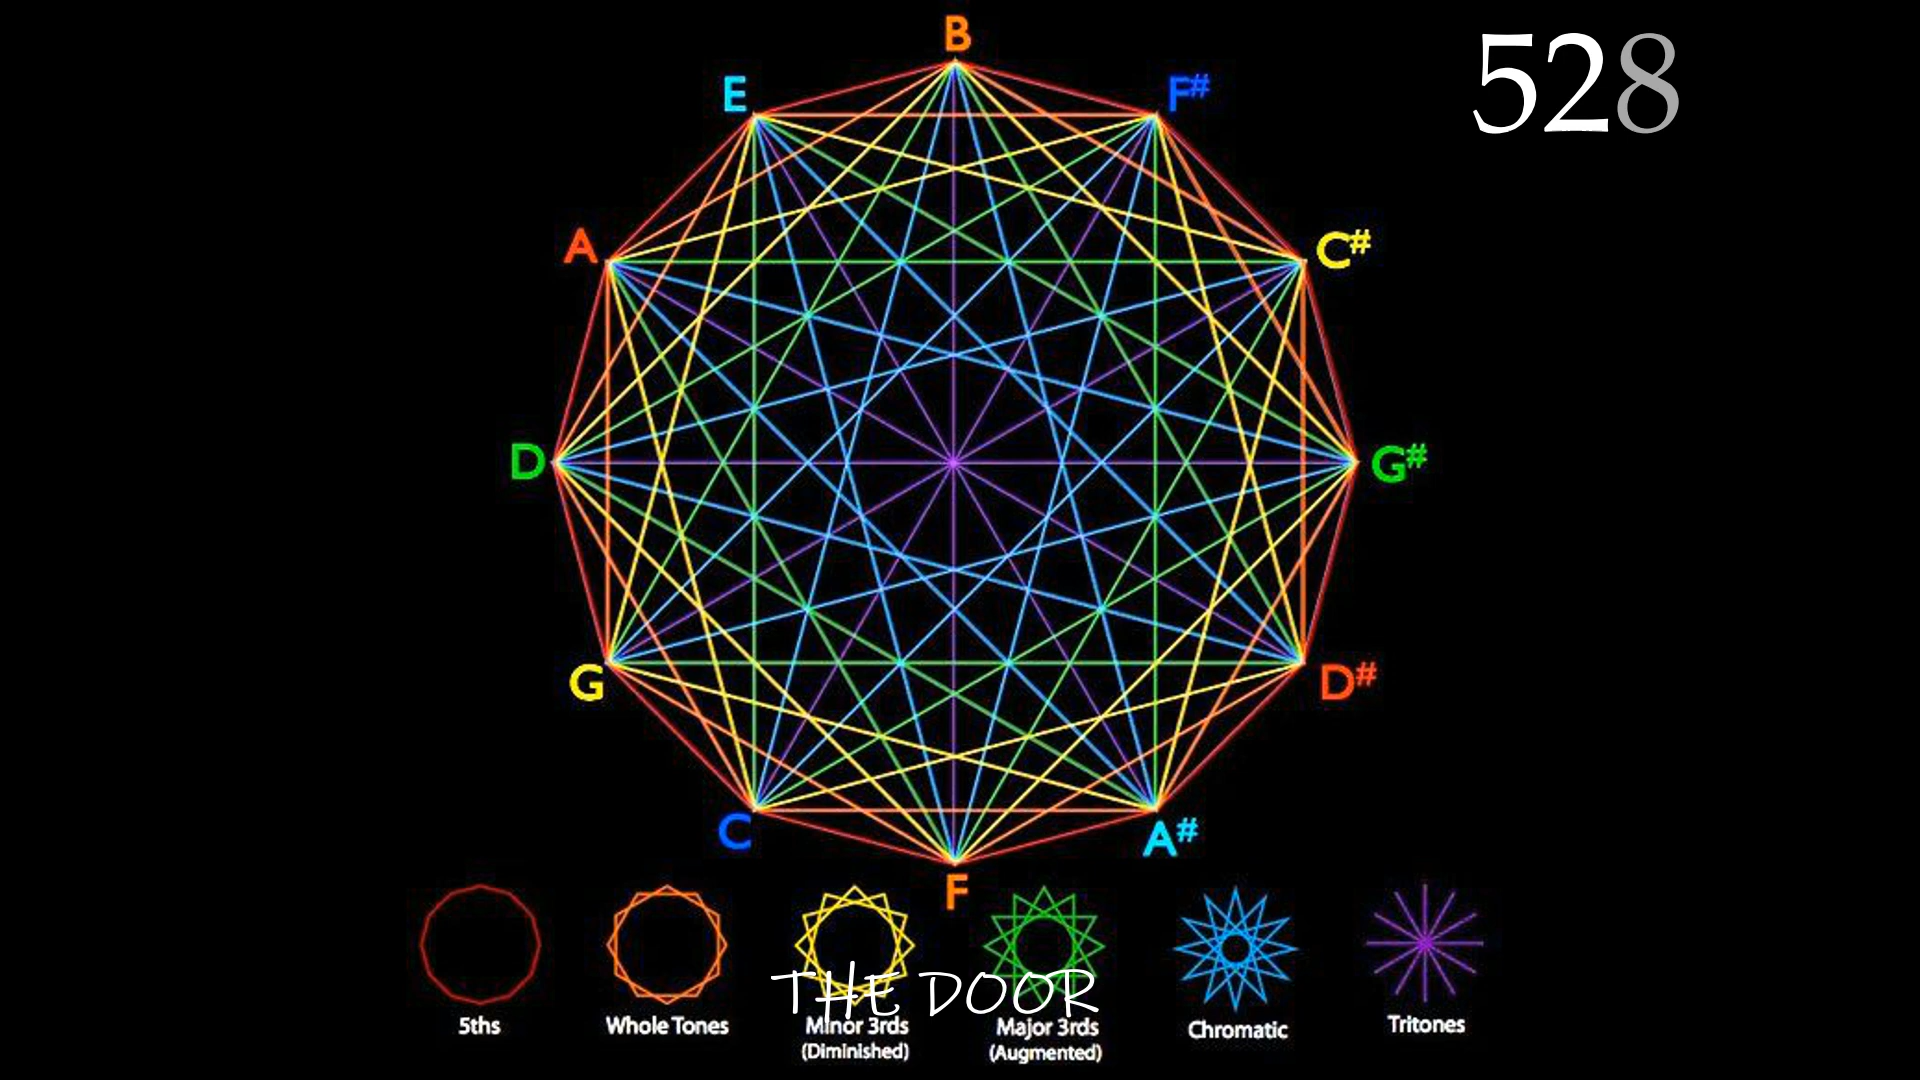 B
528
E
F#
A
C#
D
G#
G
D#
C
A#
F
THE DOOR
5ths
Whole Tones
Minor 3rds
(Diminished)
Major 3rds
(Augmented)
Chromatic
Tritones